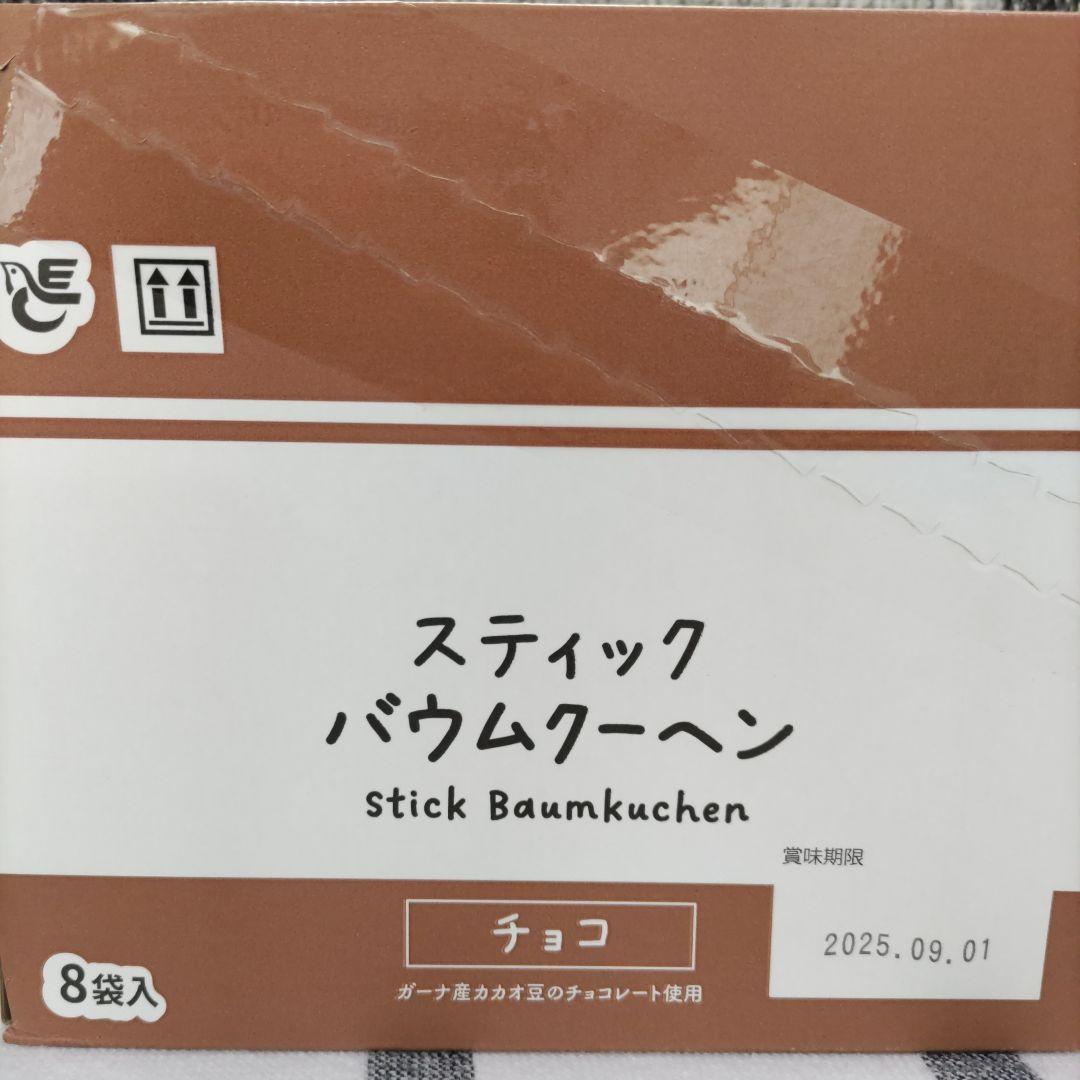 スティック
バウムクーヘン
stick Baumkuchen
賞味期限
2025.09.01
チョコ
ガーナ産カカオ豆のチョコレート使用
8袋入